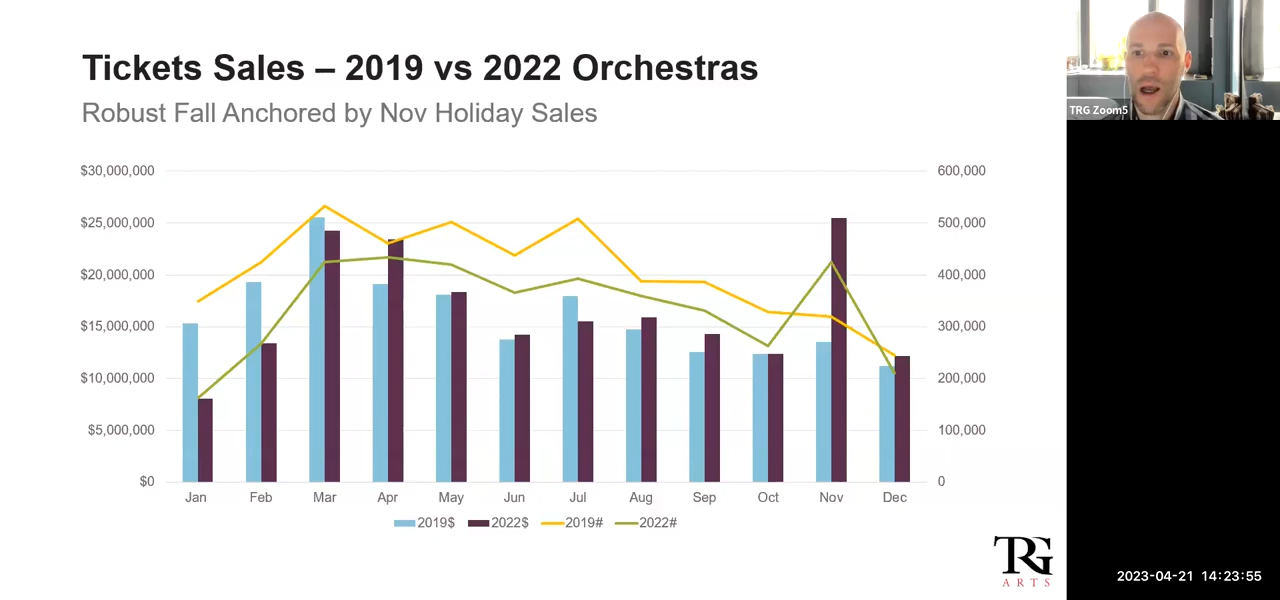 Tickets Sales – 2019 vs 2022 Orchestras
Robust Fall Anchored by Nov Holiday Sales
TRG Zoom5
$30,000,000
600,000
$25,000,000
500,000
$20,000,000
400,000
$15,000,000
300,000
$10,000,000
200,000
$5,000,000
100,000
$0
0
Jan Feb Mar Apr May Jun Jul Aug Sep Oct Nov Dec
2019$ 2022$ 2019# 2022#
TRG
ARTS
2023-04-21 14:23:55